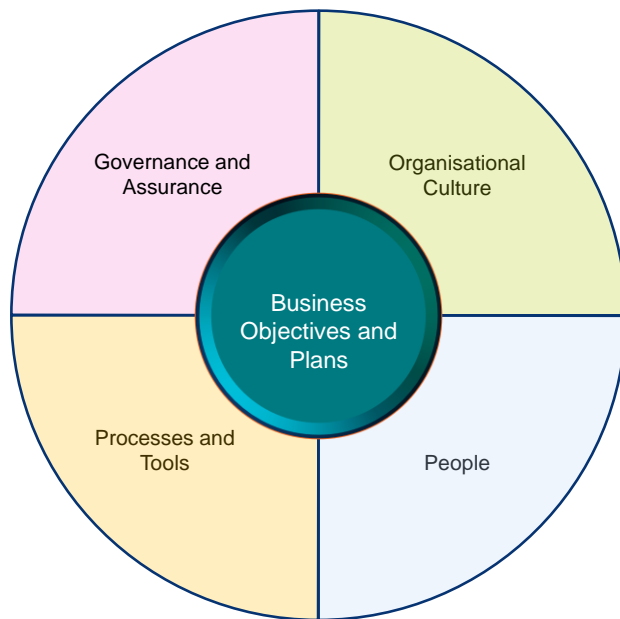 Governance and
Assurance
Organisational
Culture
Business
Objectives and
Plans
Processes and
Tools
People